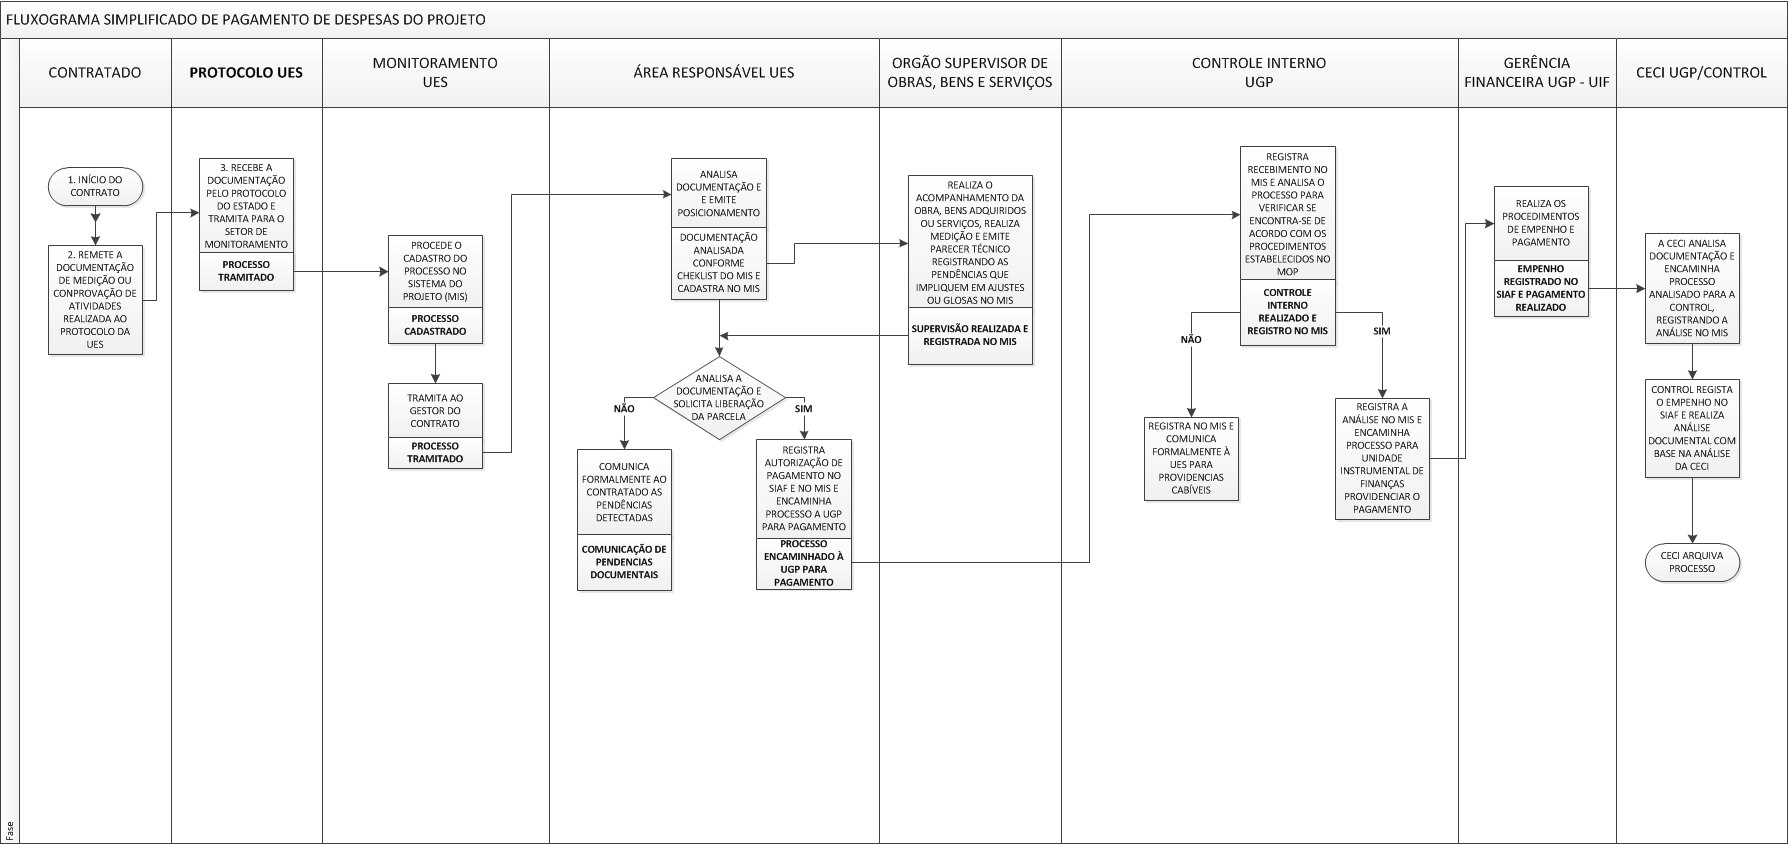 FLUXOGRAMA SIMPLIFICADO DE PAGAMENTO DE DESPESAS DO PROJETO
CONTRATADO
PROTOCOLO UES
MONITORAMENTO
UES
ÁREA RESPONSÁVEL UES
ORGÃO SUPERVISOR DE
OBRAS, BENS E SERVIÇOS
CONTROLE INTERNO
UGP
GERÊNCIA
FINANCEIRA UGP - UIF
CECI UGP/CONTROL
Fase
1. INÍCIO DO
CONTRATO
2. REMETE A
DOCUMENTAÇÃO
DE MEDIÇÃO OU
CONPROVAÇÃO DE
ATIVIDADES
REALIZADA AO
PROTOCOLO DA
UES
3. RECEBE A
DOCUMENTAÇÃO
PELO PROTOCOLO
DO ESTADO E
TRAMITA PARA O
SETOR DE
MONITORAMENTO
PROCESSO
TRAMITADO
PROCEDE O
CADASTRO DO
PROCESSO NO
SISTEMA DO
PROJETO (MIS)
PROCESSO
CADASTRADO
TRAMITA AO
GESTOR DO
CONTRATO
PROCESSO
TRAMITADO
ANALISA
DOCUMENTAÇÃO E
E EMITE
POSICIONAMENTO
DOCUMENTAÇÃO
ANALISADA
CONFORME
CHEKLIST DO MIS E
CADASTRA NO MIS
ANALISA A
DOCUMENTAÇÃO E
SOLICITA LIBERAÇÃO
DA PARCELA
NÃO
SIM
COMUNICA
FORMALMENTE AO
CONTRATADO AS
PENDÊNCIAS
DETECTADAS
COMUNICAÇÃO DE
PENDENCIAS
DOCUMENTAIS
REGISTRA
AUTORIZAÇÃO DE
PAGAMENTO NO
SIAF E NO MIS E
ENCAMINHA
PROCESSO A UGP
PARA PAGAMENTO
PROCESSO
ENCAMINHADO À
UGP PARA
PAGAMENTO
REALIZA O
ACOMPANHAMENTO DA
OBRA, BENS ADQUIRIDOS
OU SERVIÇOS, REALIZA
MEDIÇÃO E EMITE
PARECER TÉCNICO
REGISTRANDO AS
PENDÊNCIAS QUE
IMPLIQUEM EM AJUSTES
OU GLOSAS NO MIS
SUPERVISÃO REALIZADA E
REGISTRADA NO MIS
REGISTRA
RECEBIMENTO NO
MIS E ANALISA O
PROCESSO PARA
VERIFICAR SE
ENCONTRA-SE DE
ACORDO COM OS
PROCEDIMENTOS
ESTABELECIDOS NO
MOP
CONTROLE
INTERNO
REALIZADO E
REGISTRO NO MIS
NÃO
SIM
REGISTRA NO MIS E
COMUNICA
FORMALMENTE À
UES PARA
PROVIDENCIAS
CABÍVEIS
REGISTRA A
ANÁLISE NO MIS E
ENCAMINHA
PROCESSO PARA
UNIDADE
INSTRUMENTAL DE
FINANÇAS
PROVIDENCIAR O
PAGAMENTO
REALIZA OS
PROCEDIMENTOS
DE EMPENHO E
PAGAMENTO
EMPENHO
REGISTRADO NO
SIAF E PAGAMENTO
REALIZADO
A CECI ANALISA
DOCUMENTAÇÃO E
ENCAMINHA
PROCESSO
ANALISADO PARA A
CONTROL,
REGISTRANDO A
ANÁLISE NO MIS
CONTROL REGISTA
O EMPENHO NO
SIAF E REALIZA
ANÁLISE
DOCUMENTAL COM
BASE NA ANÁLISE
DA CECI
CECI ARQUIVA
PROCESSO